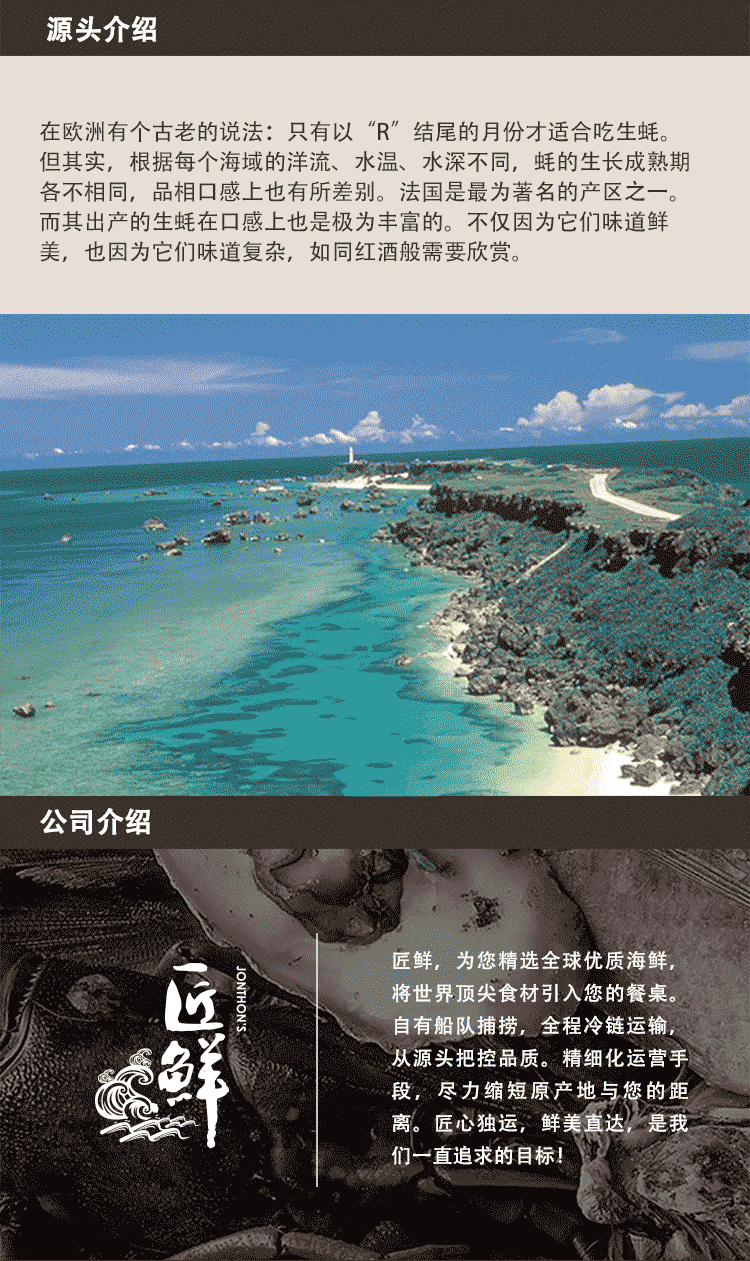 源头介绍
在欧洲有个古老的说法：只有以“R”结尾的月份才适合吃生蚝。
但其实，根据每个海域的洋流、水温、水深不同，蚝的生长成熟期
各不相同，品相口感上也有所差别。法国是最为著名的产区之一。
而其出产的生蚝在口感上也是极为丰富的。不仅因为它们味道鲜
美，也因为它们味道复杂，如同红酒般需要欣赏。
公司介绍
匠鲜
JONTHON'S
匠鲜，为您精选全球优质海鲜，
将世界顶尖食材引入您的餐桌。
自有船队捕捞，全程冷链运输，
从源头把控品质。精细化运营手
段，尽力缩短原产地与您的距
离。匠心独运，鲜美直达，是我
们一直追求的目标！